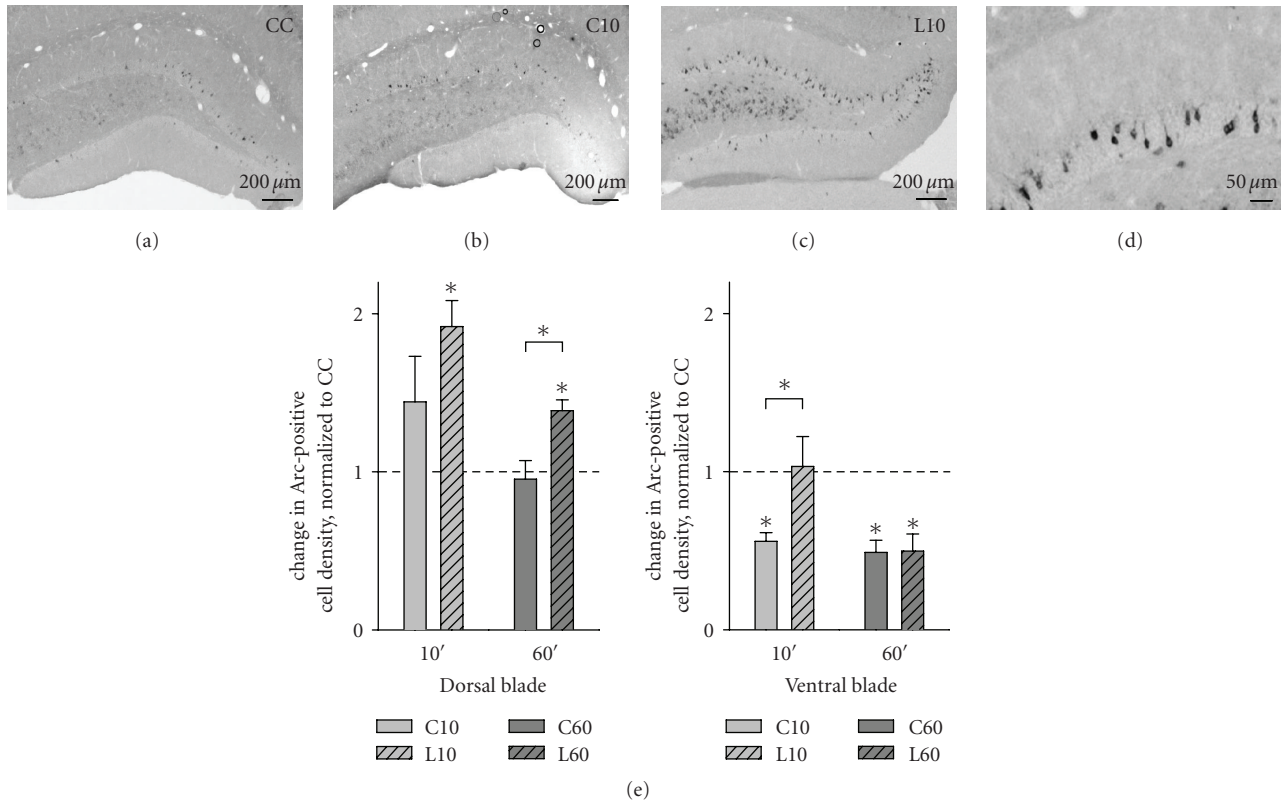 CC
C10
L10
200 μm
200 μm
200 μm
50 μm
(a)
(b)
(c)
(d)
change in Arc-positive
cell density, normalized to CC
2
1
0
*
*
*
10′
60′
Dorsal blade
C10
C60
L10
L60
change in Arc-positive
cell density, normalized to CC
2
1
0
*
*
*
*
10′
60′
Ventral blade
C10
C60
L10
L60
(e)